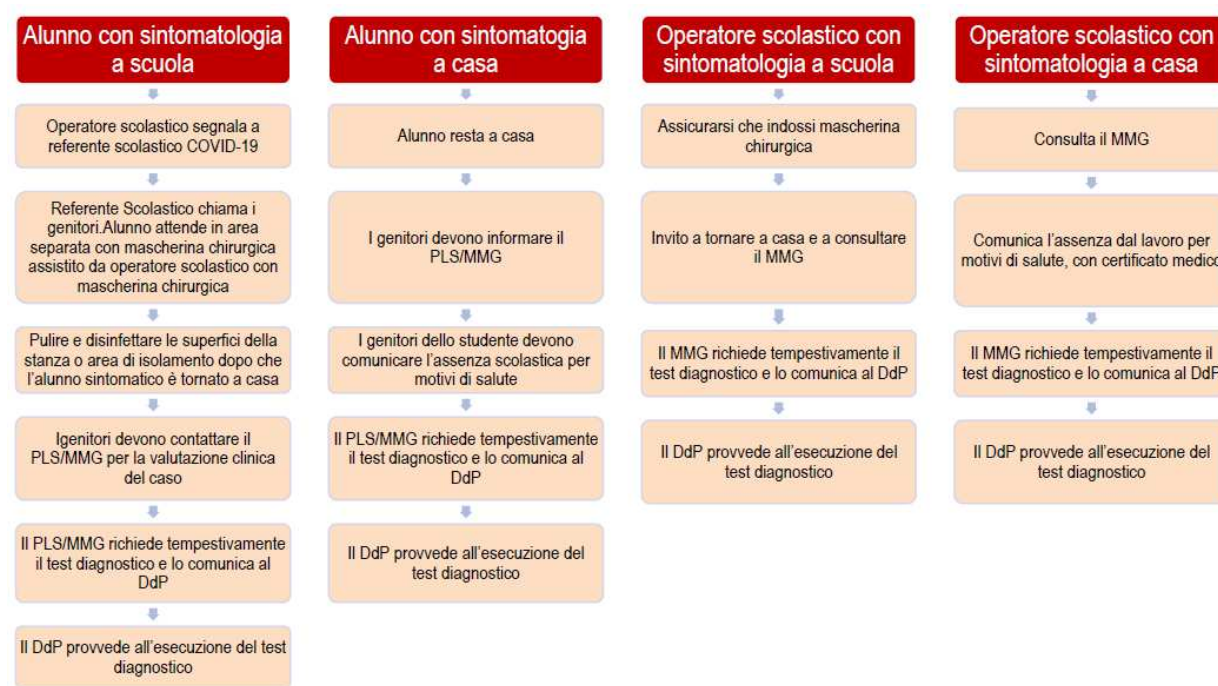 Alunno con sintomatologia
a scuola
Operatore scolastico segnala a
referente scolastico COVID-19
Referente Scolastico chiama i
genitori.Alunno attende in area
separata con mascherina chirurgica
assistito da operatore scolastico con
mascherina chirurgica
Pulire e disinfettare le superfici della
stanza o area di isolamento dopo che
l'alunno sintomatico è tornato a casa
Igenitori devono contattare il
PLS/MMG per la valutazione clinica
del caso
Il PLS/MMG richiede tempestivamente
il test diagnostico e lo comunica al
DdP
Il DdP provvede all'esecuzione del test
diagnostico
Alunno con sintomatogia
a casa
Alunno resta a casa
I genitori devono informare il
PLS/MMG
I genitori dello studente devono
comunicare l'assenza scolastica per
motivi di salute
Il PLS/MMG richiede tempestivamente
il test diagnostico e lo comunica al
DdP
Il DdP provvede all'esecuzione del
test diagnostico
Operatore scolastico con
sintomatologia a scuola
Assicurarsi che indossi mascherina
chirurgica
Invito a tornare a casa e a consultare
il MMG
Il MMG richiede tempestivamente il
test diagnostico e lo comunica al DdP
Il DdP provvede all'esecuzione del
test diagnostico
Operatore scolastico con
sintomatologia a casa
Consulta il MMG
Comunica l'assenza dal lavoro per
motivi di salute, con certificato medico
Il MMG richiede tempestivamente il
test diagnostico e lo comunica al DdP
Il DdP provvede all'esecuzione del
test diagnostico